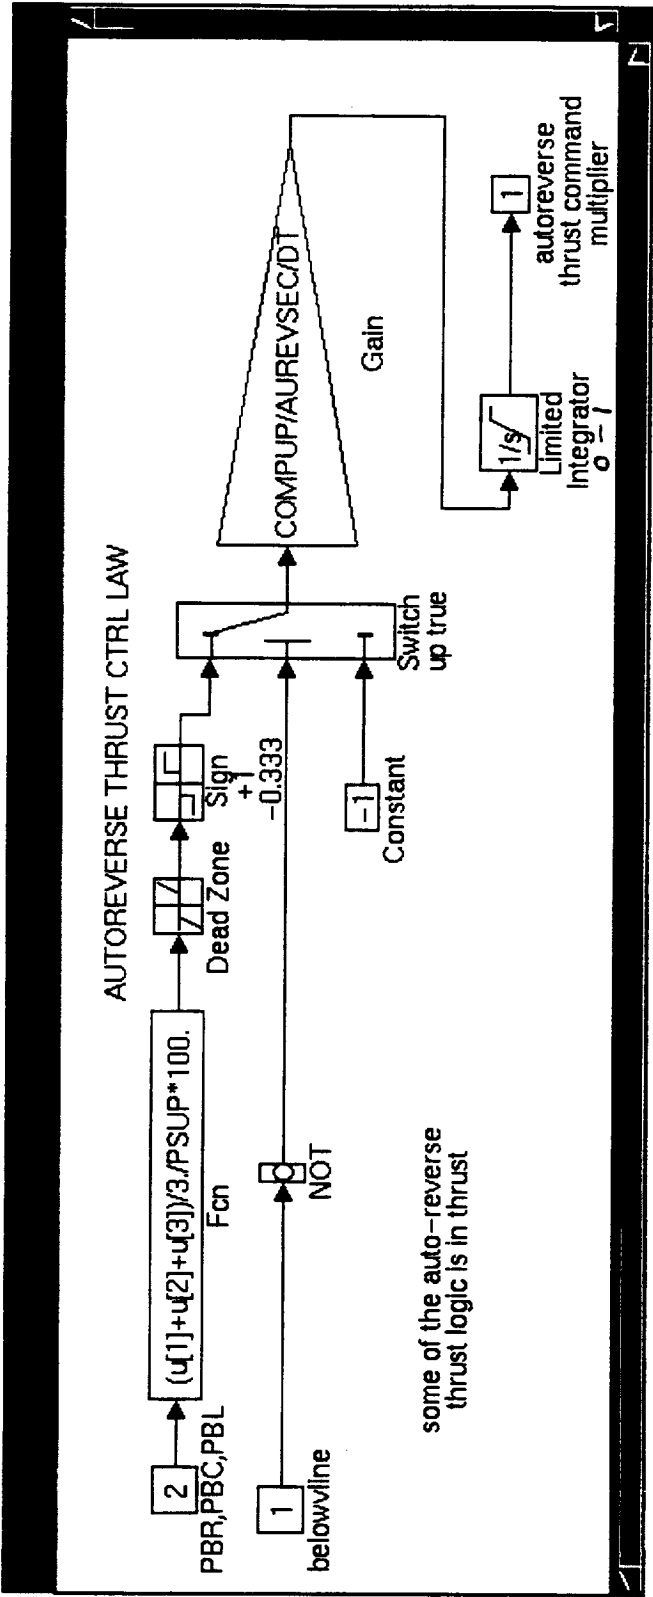 AUTOREVERSE THRUST CTRL LAW
2
PBR,PBC,PBL
(u[1]+u[2]+u[3])/3./PSUP*100.
Fcn
Dead Zone
Sign
+1
-0.333
1
belowvline
NOT
-1
Constant
Switch
up true
COMPUP/AUREVSEC/DT
Gain
1/s
Limited
Integrator
0-1
1
autoreverse
thrust command
multiplier
some of the auto-reverse
thrust logic is in thrust